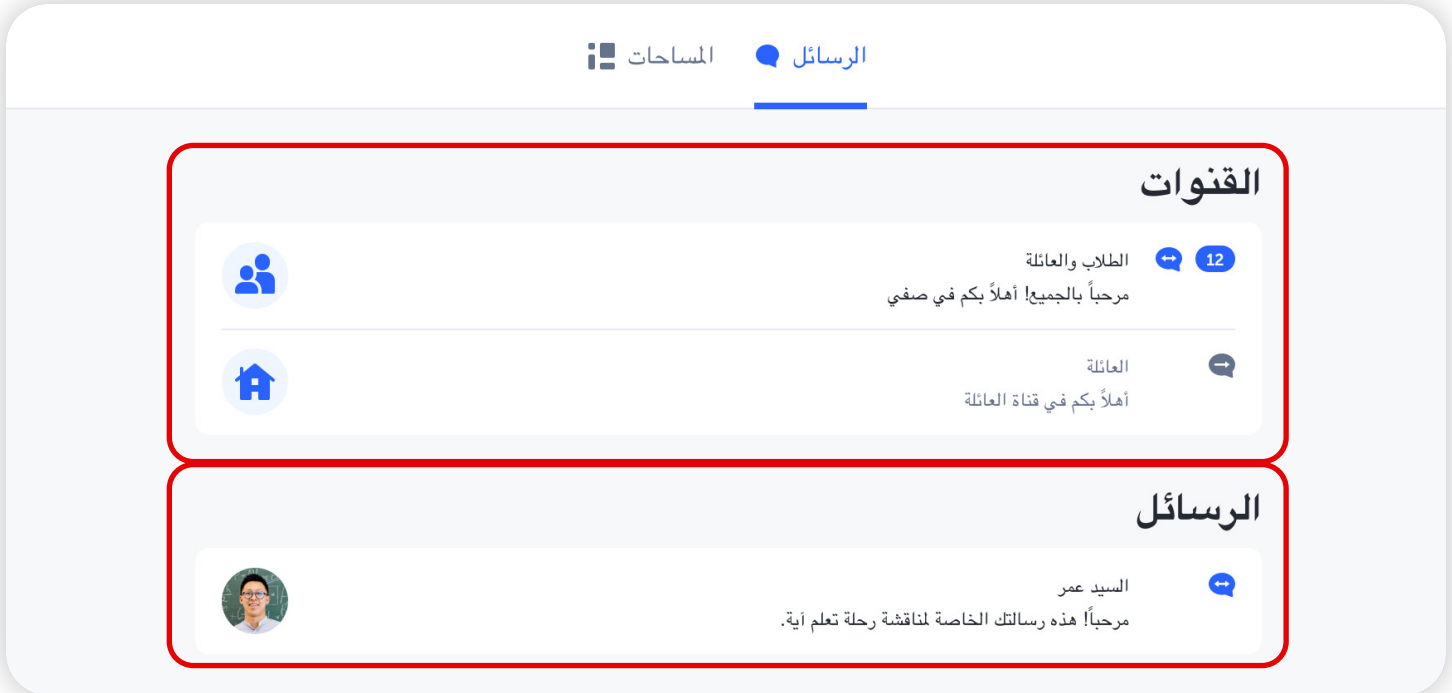 الرسائل
المساحات
القنوات
12
الطلاب والعائلة
مرحباً بالجميع! أهلاً بكم في صفي
العائلة
أهلاً بكم في قناة العائلة
الرسائل
السيد عمر
مرحباً! هذه رسالتك الخاصة لمناقشة رحلة تعلم آية.